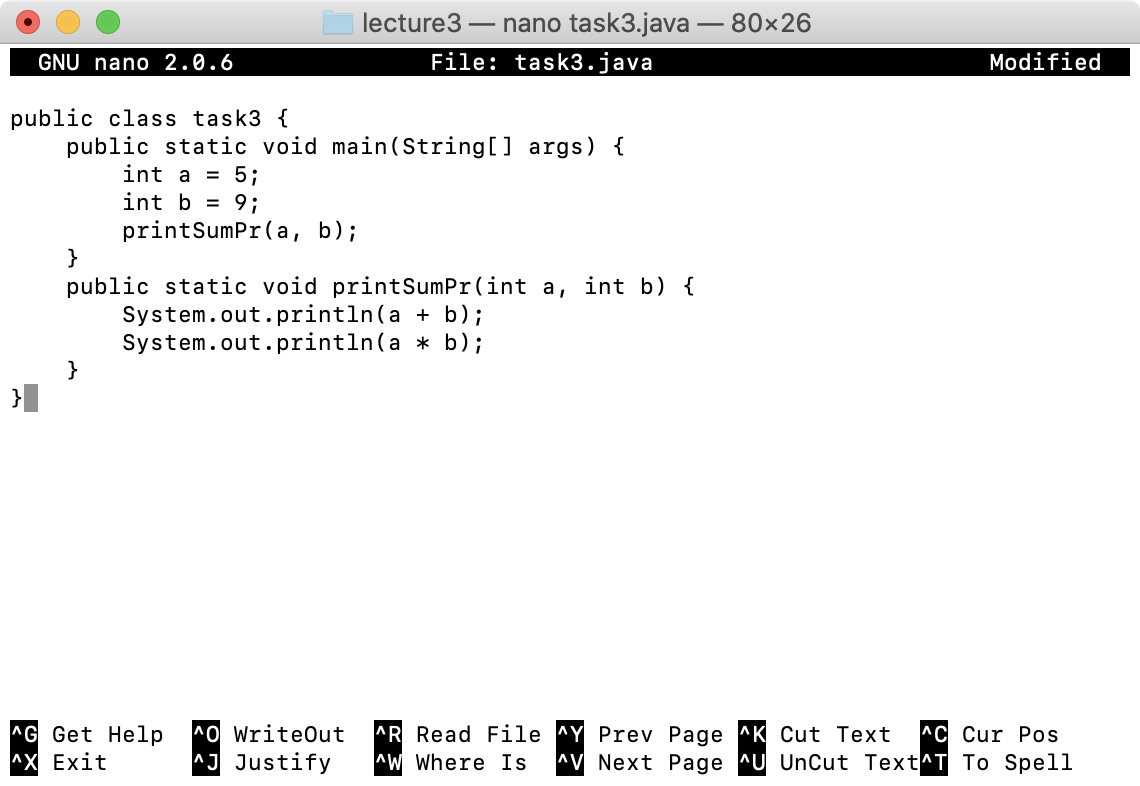 lecture3 — nano task3.java — 80×26
GNU nano 2.0.6 File: task3.java Modified
public class task3 {
    public static void main(String[] args) {
        int a = 5;
        int b = 9;
        printSumPr(a, b);
    }
    public static void printSumPr(int a, int b) {
        System.out.println(a + b);
        System.out.println(a * b);
    }
}
^G Get Help ^O WriteOut ^R Read File ^Y Prev Page ^K Cut Text ^C Cur Pos
^X Exit ^J Justify ^W Where Is ^V Next Page ^U UnCut Text ^T To Spell